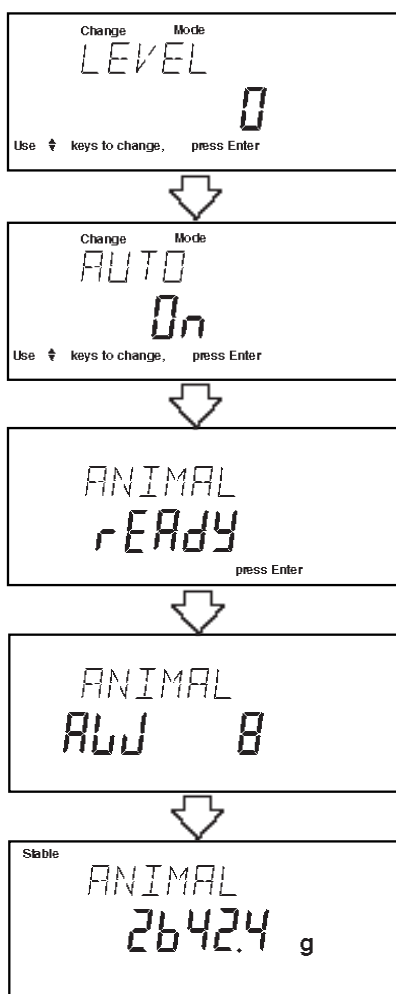 Change Mode
LEVEL
0
Use keys to change, press Enter
Change Mode
AUTO
On
Use keys to change, press Enter
ANIMAL
rEAdy
press Enter
ANIMAL
AW 8
Stable
ANIMAL
2642.4 g